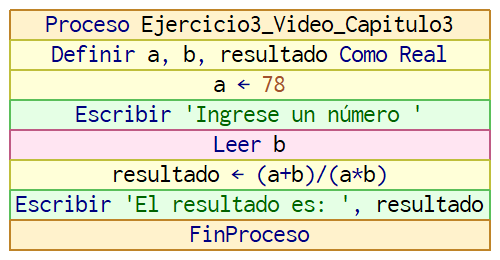 Proceso Ejercicio3_Video_Capitulo3
Definir a, b, resultado Como Real
a ← 78
Escribir 'Ingrese un número '
Leer b
resultado ← (a+b)/(a*b)
Escribir 'El resultado es: ', resultado
FinProceso